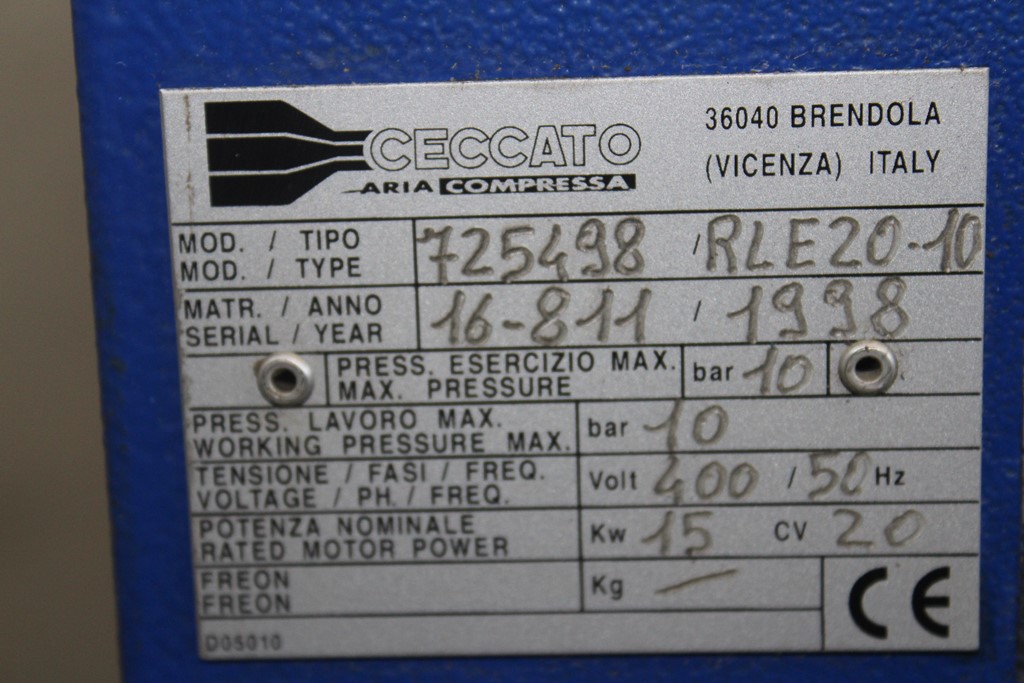 CECCATO
ARIA COMPRESSA
36040 BRENDOLA
(VICENZA) ITALY
MOD. / TIPO
MOD. / TYPE
725498 / RLE20-10
MATR. / ANNO
SERIAL / YEAR
16-811 / 1998
PRESS. ESERCIZIO MAX.
MAX. PRESSURE
bar 10
PRESS. LAVORO MAX.
WORKING PRESSURE MAX.
bar 10
TENSIONE / FASI / FREQ.
VOLTAGE / PH. / FREQ.
Volt 400 / 50 Hz
POTENZA NOMINALE
RATED MOTOR POWER
Kw 15 CV 20
FREON
FREON
Kg —
CE
D05010